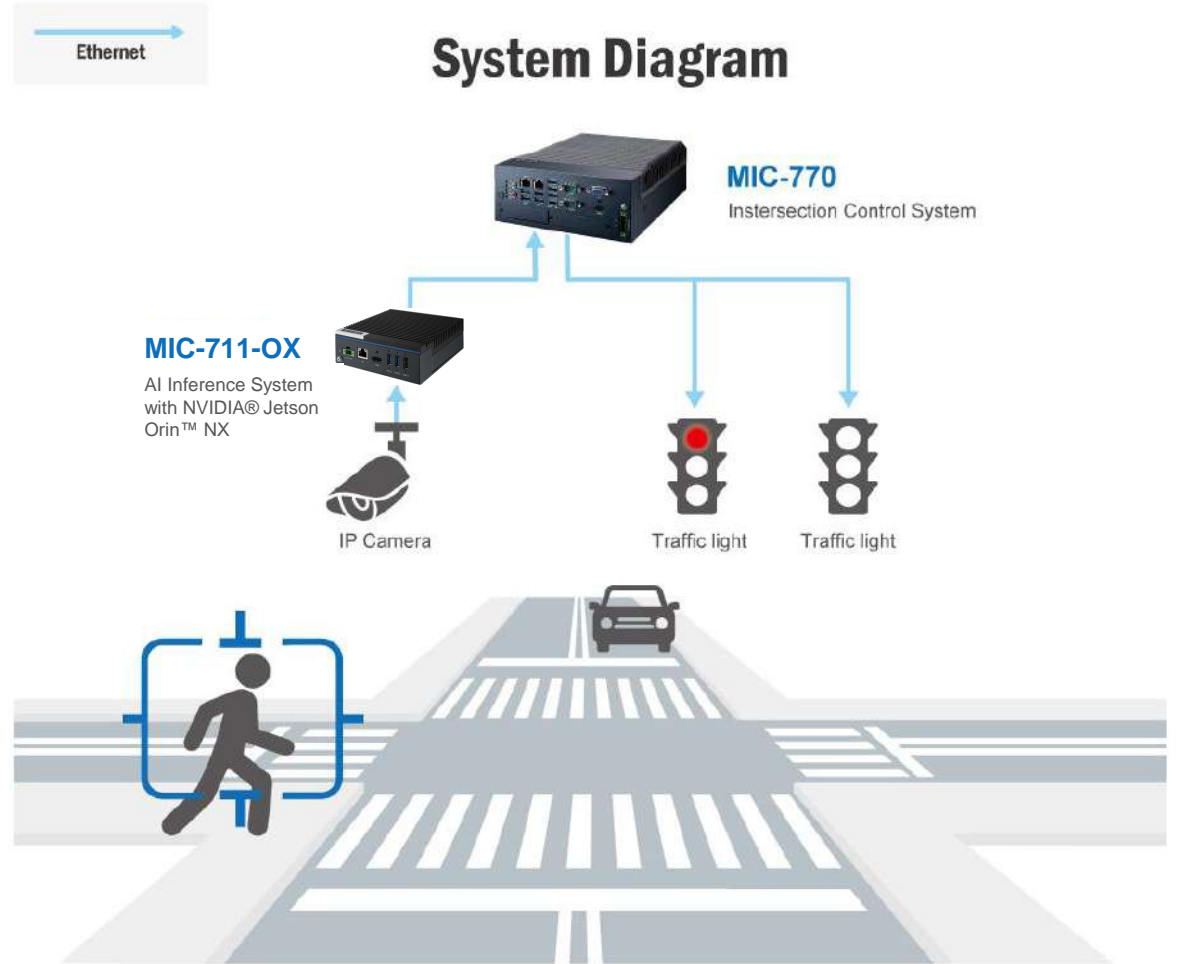 Ethernet
System Diagram
MIC-770
Instersection Control System
MIC-711-OX
AI Inference System
with NVIDIA® Jetson
Orin™ NX
IP Camera
Traffic light
Traffic light